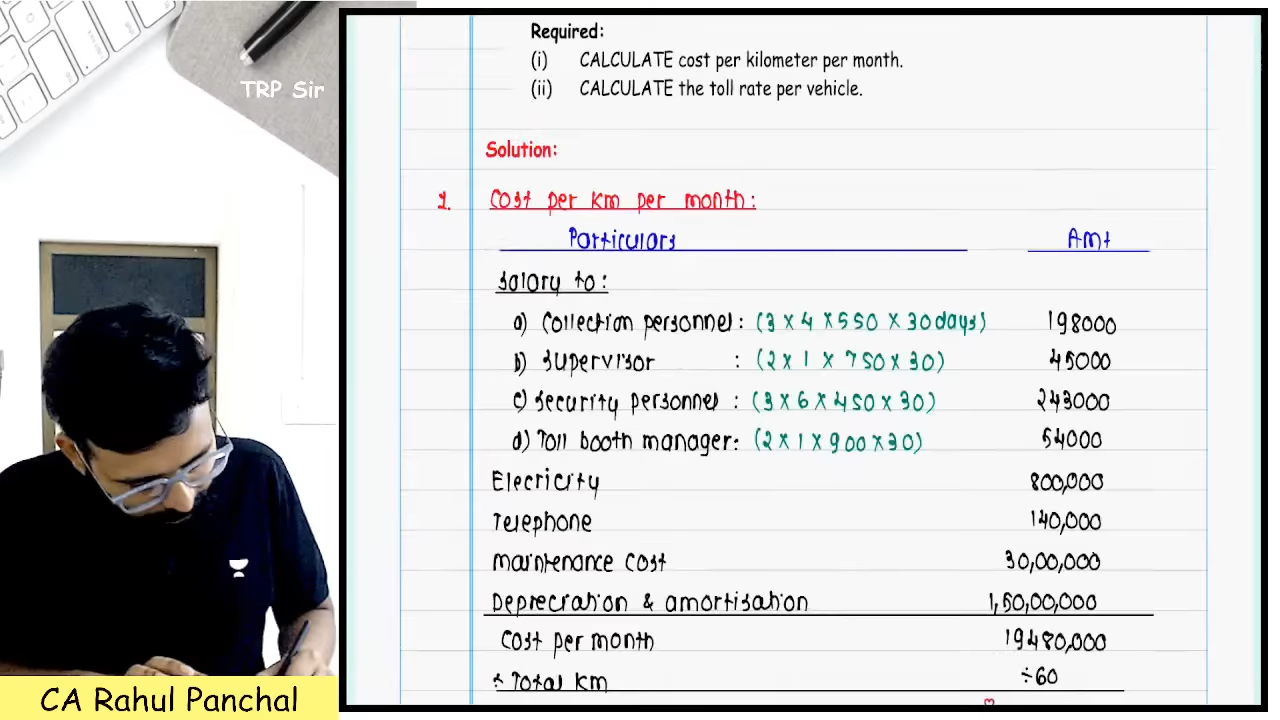 TRP Sir
Required:
(i) CALCULATE cost per kilometer per month.
(ii) CALCULATE the toll rate per vehicle.
Solution:
1. Cost per km per month:
Particulars Amt
Salary to:
a) Collection personnel: (3 x 4 x 550 x 30 days) 198000
b) Supervisor : (2 x 1 x 750 x 30) 45000
c) Security personnel : (3 x 6 x 450 x 30) 243000
d) Toll booth manager: (2 x 1 x 900 x 30) 54000
Elecricity 800,000
Telephone 140,000
Maintenance cost 30,00,000
Depreciation & amortisation 1,50,00,000
Cost per month 19480,000
÷ Total km ÷60
CA Rahul Panchal